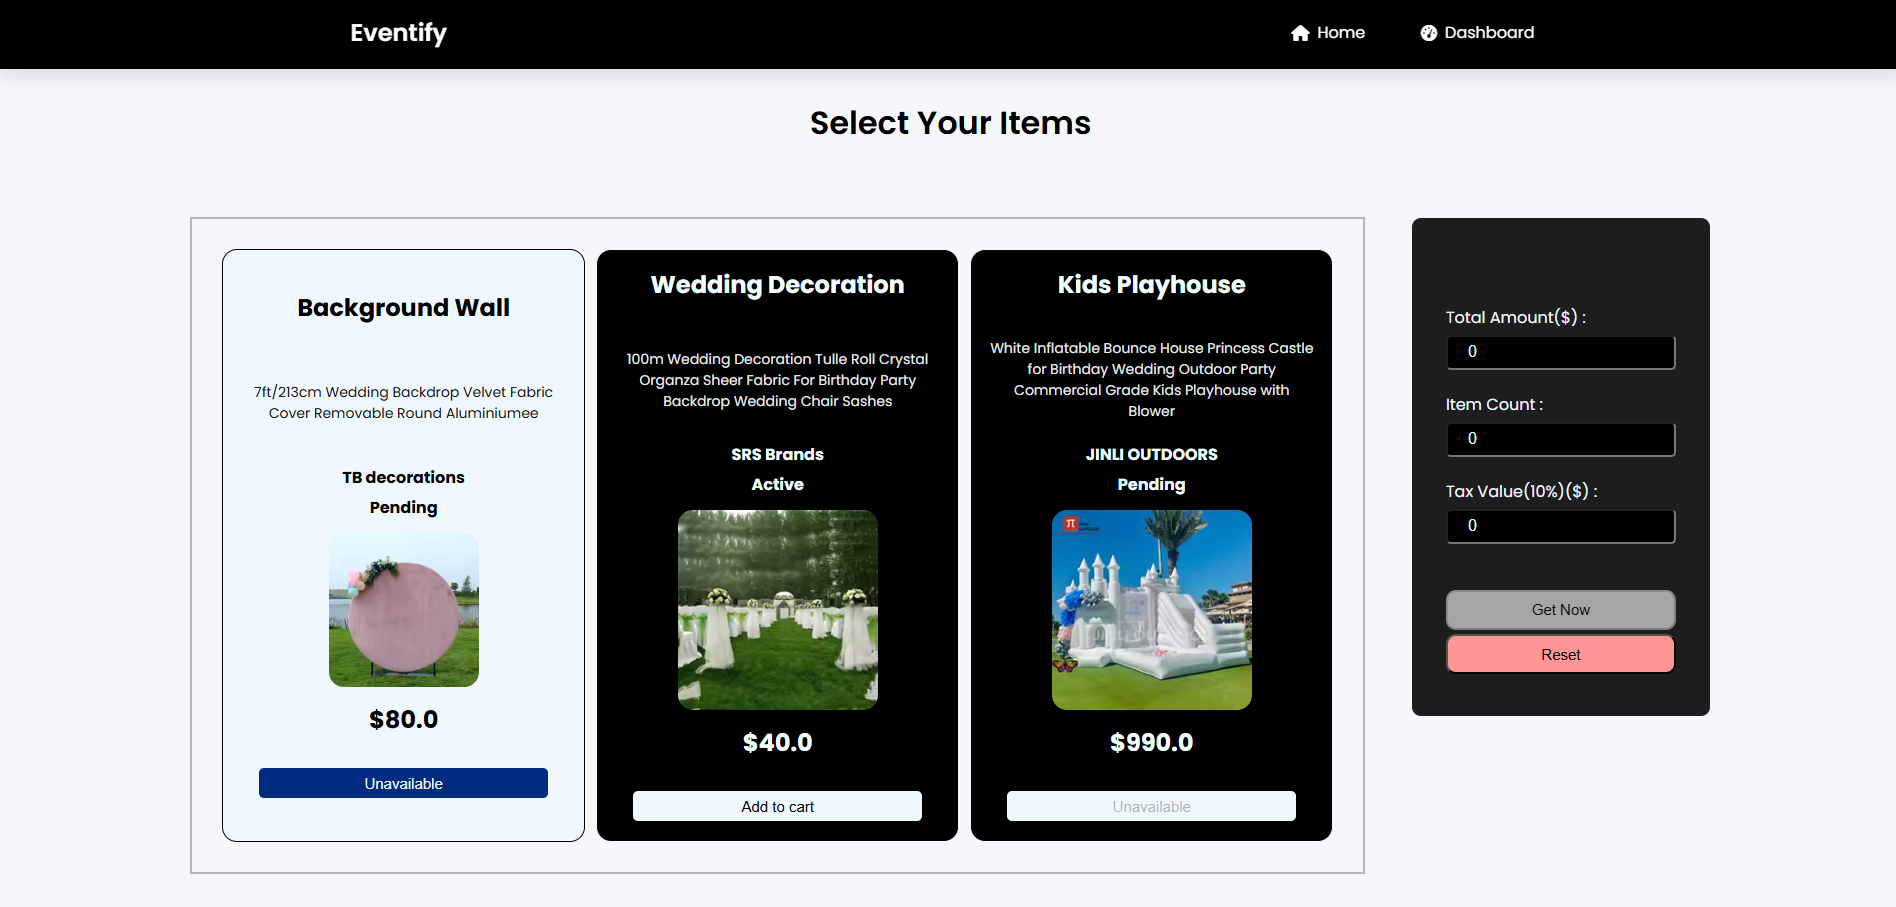 Eventify
Home
Dashboard
Select Your Items
Background Wall
7ft/213cm Wedding Backdrop Velvet Fabric
Cover Removable Round Aluminiumee
TB decorations
Pending
$80.0
Unavailable
Wedding Decoration
100m Wedding Decoration Tulle Roll Crystal
Organza Sheer Fabric For Birthday Party
Backdrop Wedding Chair Sashes
SRS Brands
Active
$40.0
Add to cart
Kids Playhouse
White Inflatable Bounce House Princess Castle
for Birthday Wedding Outdoor Party
Commercial Grade Kids Playhouse with
Blower
JINLI OUTDOORS
Pending
$990.0
Unavailable
Total Amount($) :
0
Item Count :
0
Tax Value(10%)($) :
0
Get Now
Reset